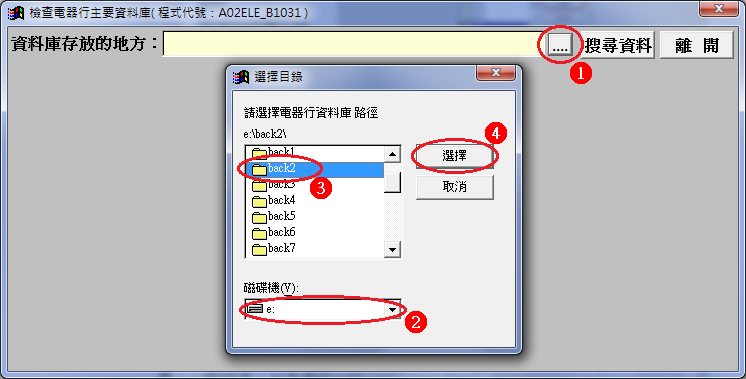 檢查電器行主要資料庫( 程式代號：A02ELE_B1031 )
資料庫存放的地方： .... 搜尋資料 離 開
1
選擇目錄
請選擇電器行資料庫 路徑
e:\back2\
4
back1
選擇
back2
3
back3
取消
back4
back5
back6
back7
磁碟機(V):
e:
2